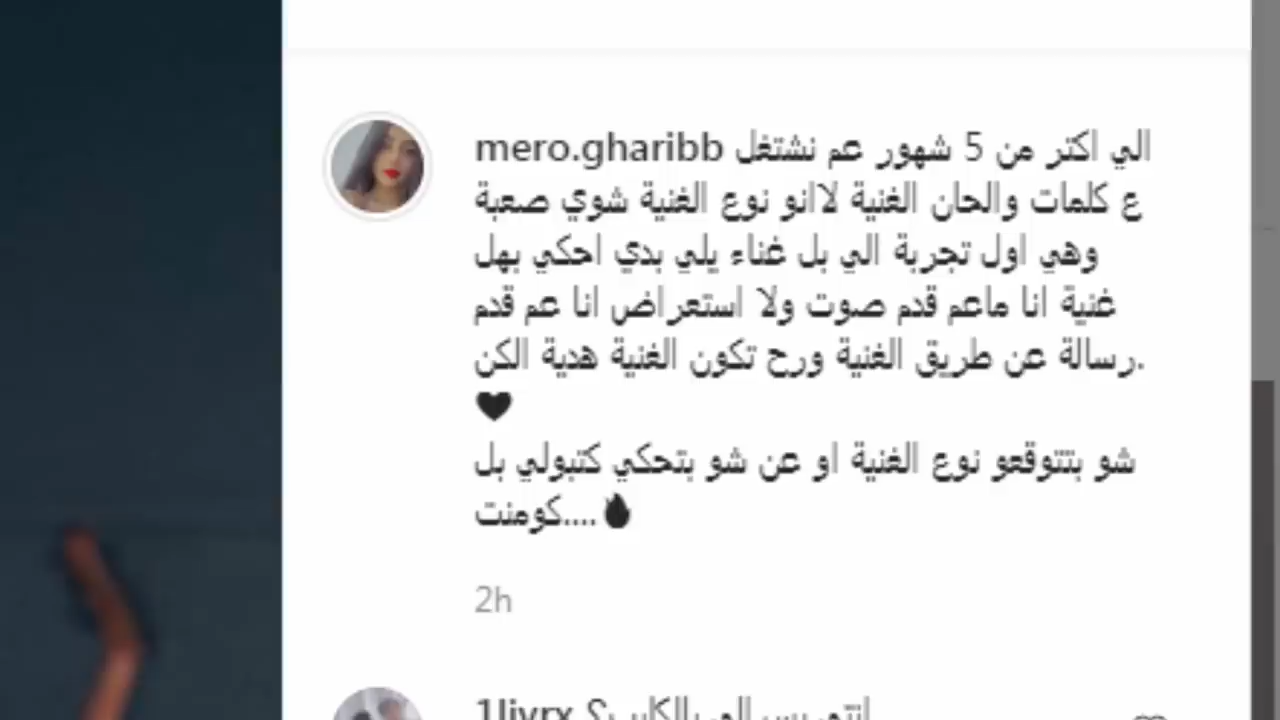 mero.gharibb الي اكتر من 5 شهور عم نشتغل
ع كلمات والحان الغنية لاانو نوع الغنية شوي صعبة
وهي اول تجربة الي بل غناء يلي بدي احكي بهل
غنية انا ماعم قدم صوت ولا استعراض انا عم قدم
رسالة عن طريق الغنية ورح تكون الغنية هدية الكن.
🖤
شو بتتوقعو نوع الغنية او عن شو بتحكي كتبولي بل
كومنت....🔥
2h